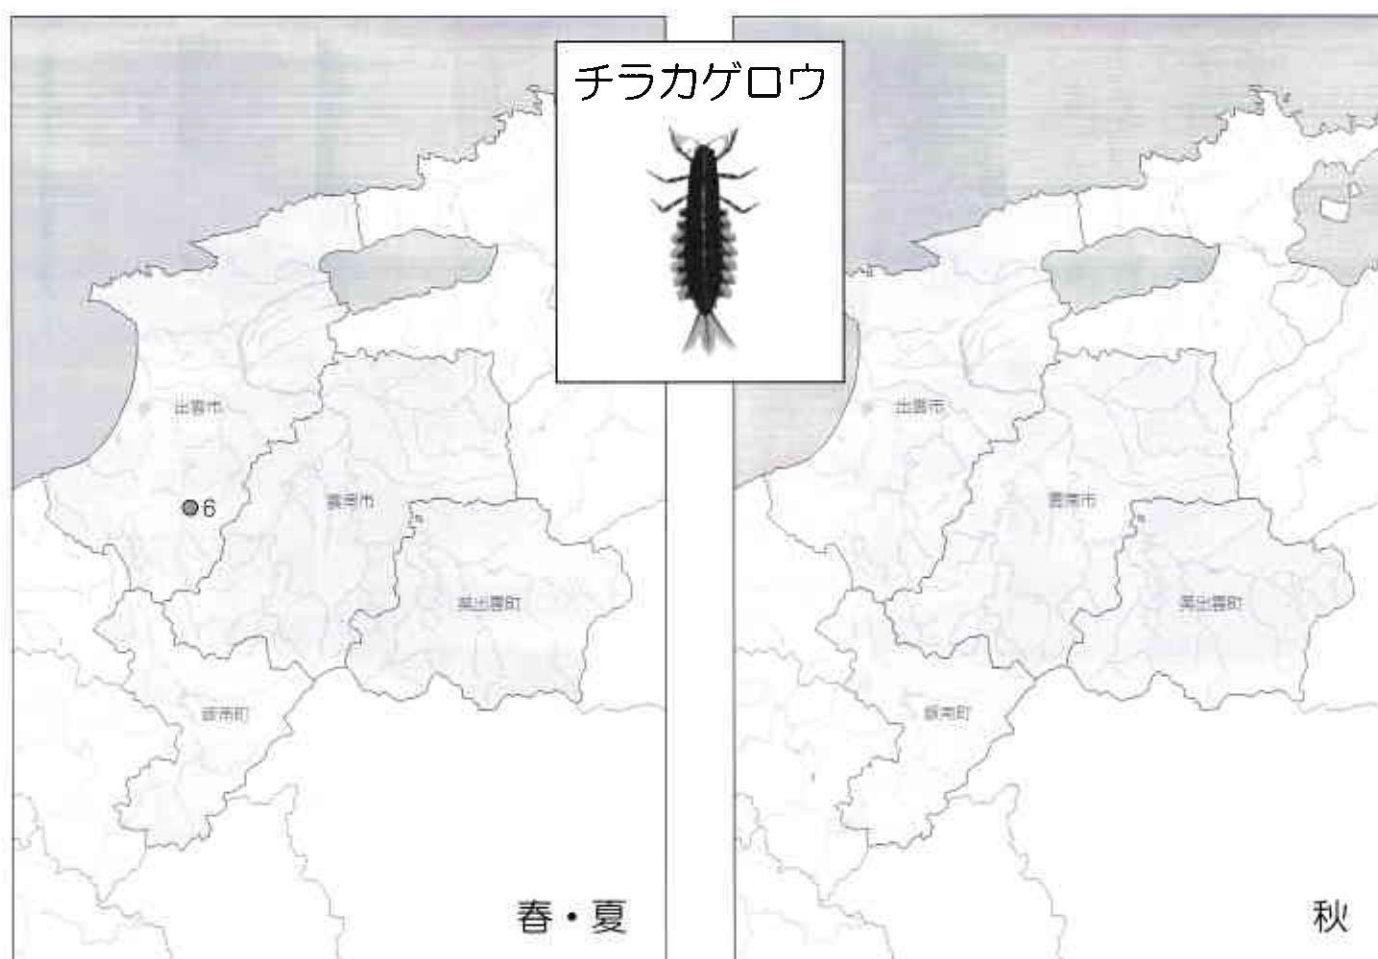 チラカゲロウ
出雲市
6
雲南市
奥出雲町
飯南町
春・夏
出雲市
雲南市
奥出雲町
飯南町
秋